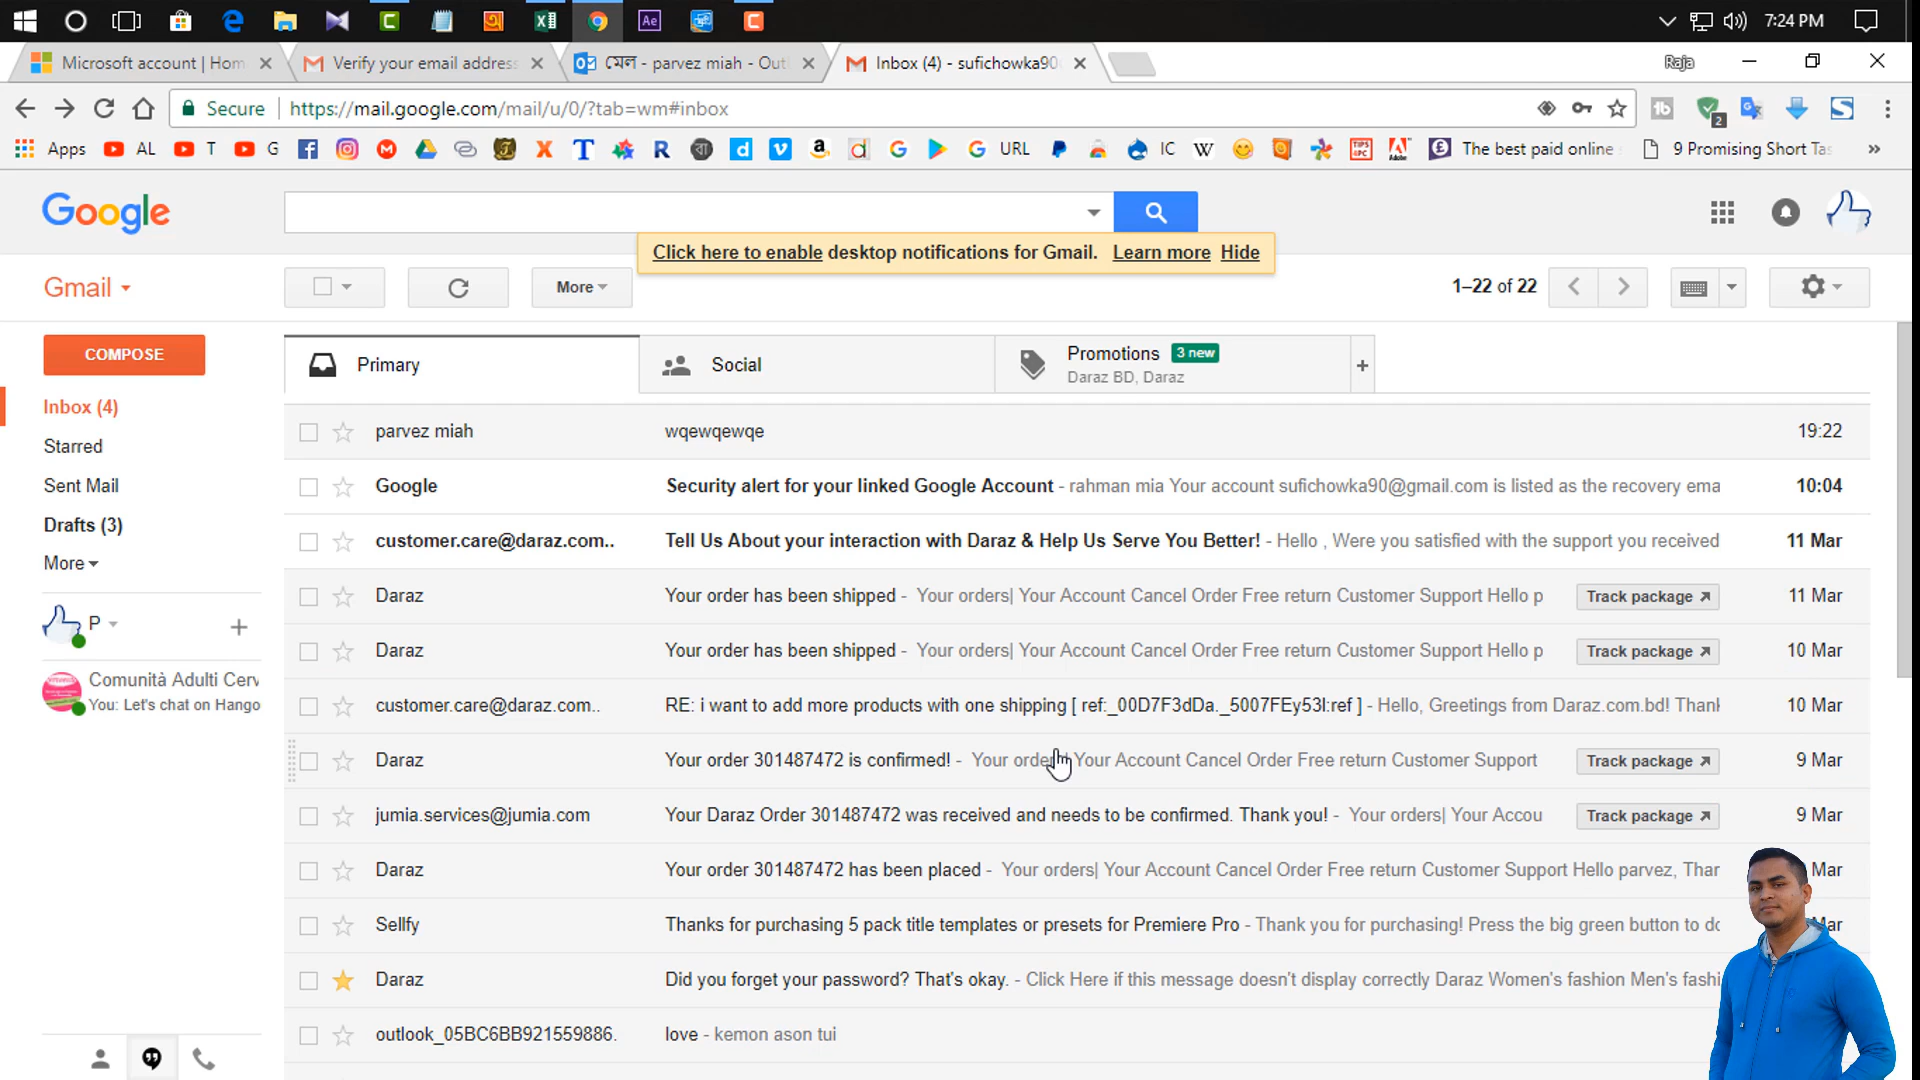 7:24 PM
Microsoft account | Hom
Verify your email address
মেল - parvez miah - Outl
Inbox (4) - sufichowka90
Raja
Secure https://mail.google.com/mail/u/0/?tab=wm#inbox
2
Apps AL T G URL IC The best paid online 9 Promising Short Tas
Google
Click here to enable desktop notifications for Gmail. Learn more Hide
Gmail
More
1–22 of 22
COMPOSE
Primary
Social
Promotions 3 new
Daraz BD, Daraz
Inbox (4)
Starred
Sent Mail
Drafts (3)
More
P
Comunità Adulti Cerv
You: Let's chat on Hango
parvez miah wqewqewqe 19:22
Google Security alert for your linked Google Account - rahman mia Your account sufichowka90@gmail.com is listed as the recovery ema 10:04
customer.care@daraz.com.. Tell Us About your interaction with Daraz & Help Us Serve You Better! - Hello , Were you satisfied with the support you received 11 Mar
Daraz Your order has been shipped - Your orders| Your Account Cancel Order Free return Customer Support Hello p Track package 11 Mar
Daraz Your order has been shipped - Your orders| Your Account Cancel Order Free return Customer Support Hello p Track package 10 Mar
customer.care@daraz.com.. RE: i want to add more products with one shipping [ ref:_00D7F3dDa._5007FEy53l:ref ] - Hello, Greetings from Daraz.com.bd! Thank 10 Mar
Daraz Your order 301487472 is confirmed! - Your orders| Your Account Cancel Order Free return Customer Support Track package 9 Mar
jumia.services@jumia.com Your Daraz Order 301487472 was received and needs to be confirmed. Thank you! - Your orders| Your Accou Track package 9 Mar
Daraz Your order 301487472 has been placed - Your orders| Your Account Cancel Order Free return Customer Support Hello parvez, Than Mar
Sellfy Thanks for purchasing 5 pack title templates or presets for Premiere Pro - Thank you for purchasing! Press the big green button to do Mar
Daraz Did you forget your password? That's okay. - Click Here if this message doesn't display correctly Daraz Women's fashion Men's fashi
outlook_05BC6BB921559886. love - kemon ason tui